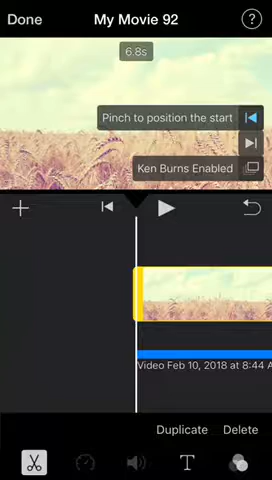 Done My Movie 92 ?
6.8s
Pinch to position the start
Ken Burns Enabled
Video Feb 10, 2018 at 8:44 A
Duplicate Delete
T